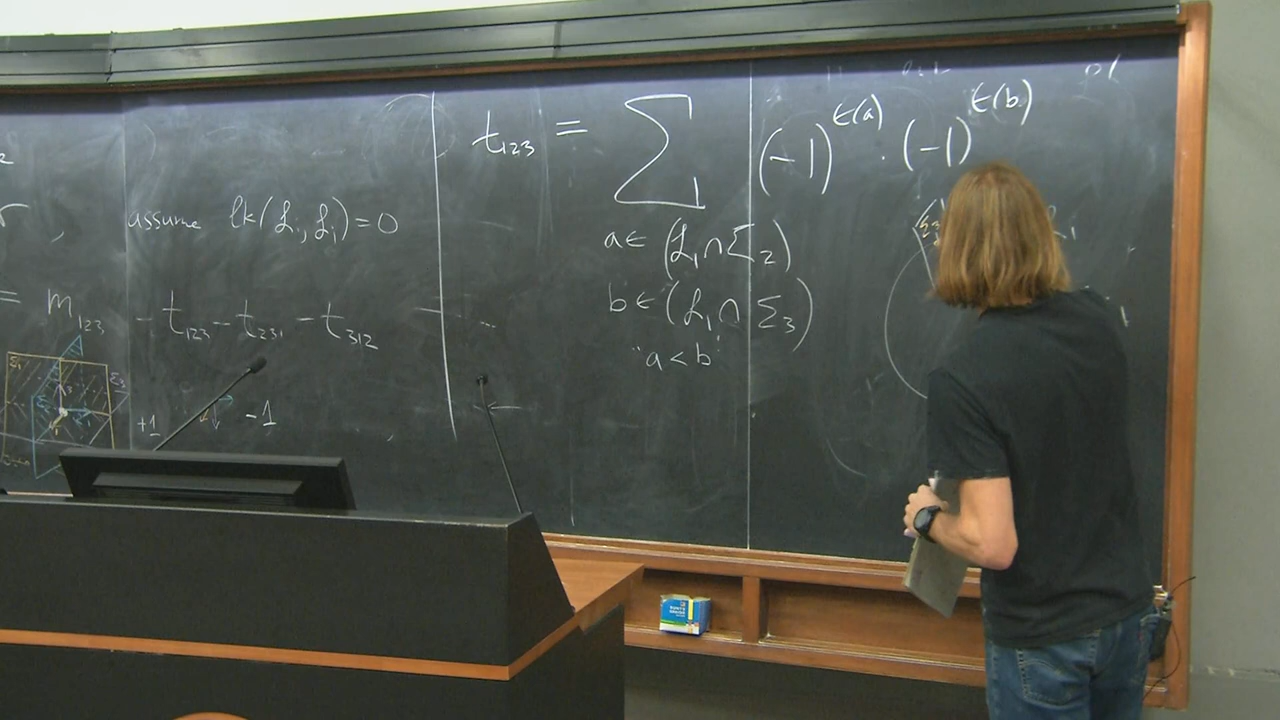 assume lk(L_i, L_j) = 0
= m_123 - t_123 - t_231 - t_312
+1 -1
t_123 = ∑ (-1)^ε(a) · (-1)^ε(b)
a ∈ (L_1 ∩ Σ_2)
b ∈ (L_1 ∩ Σ_3)
"a < b"